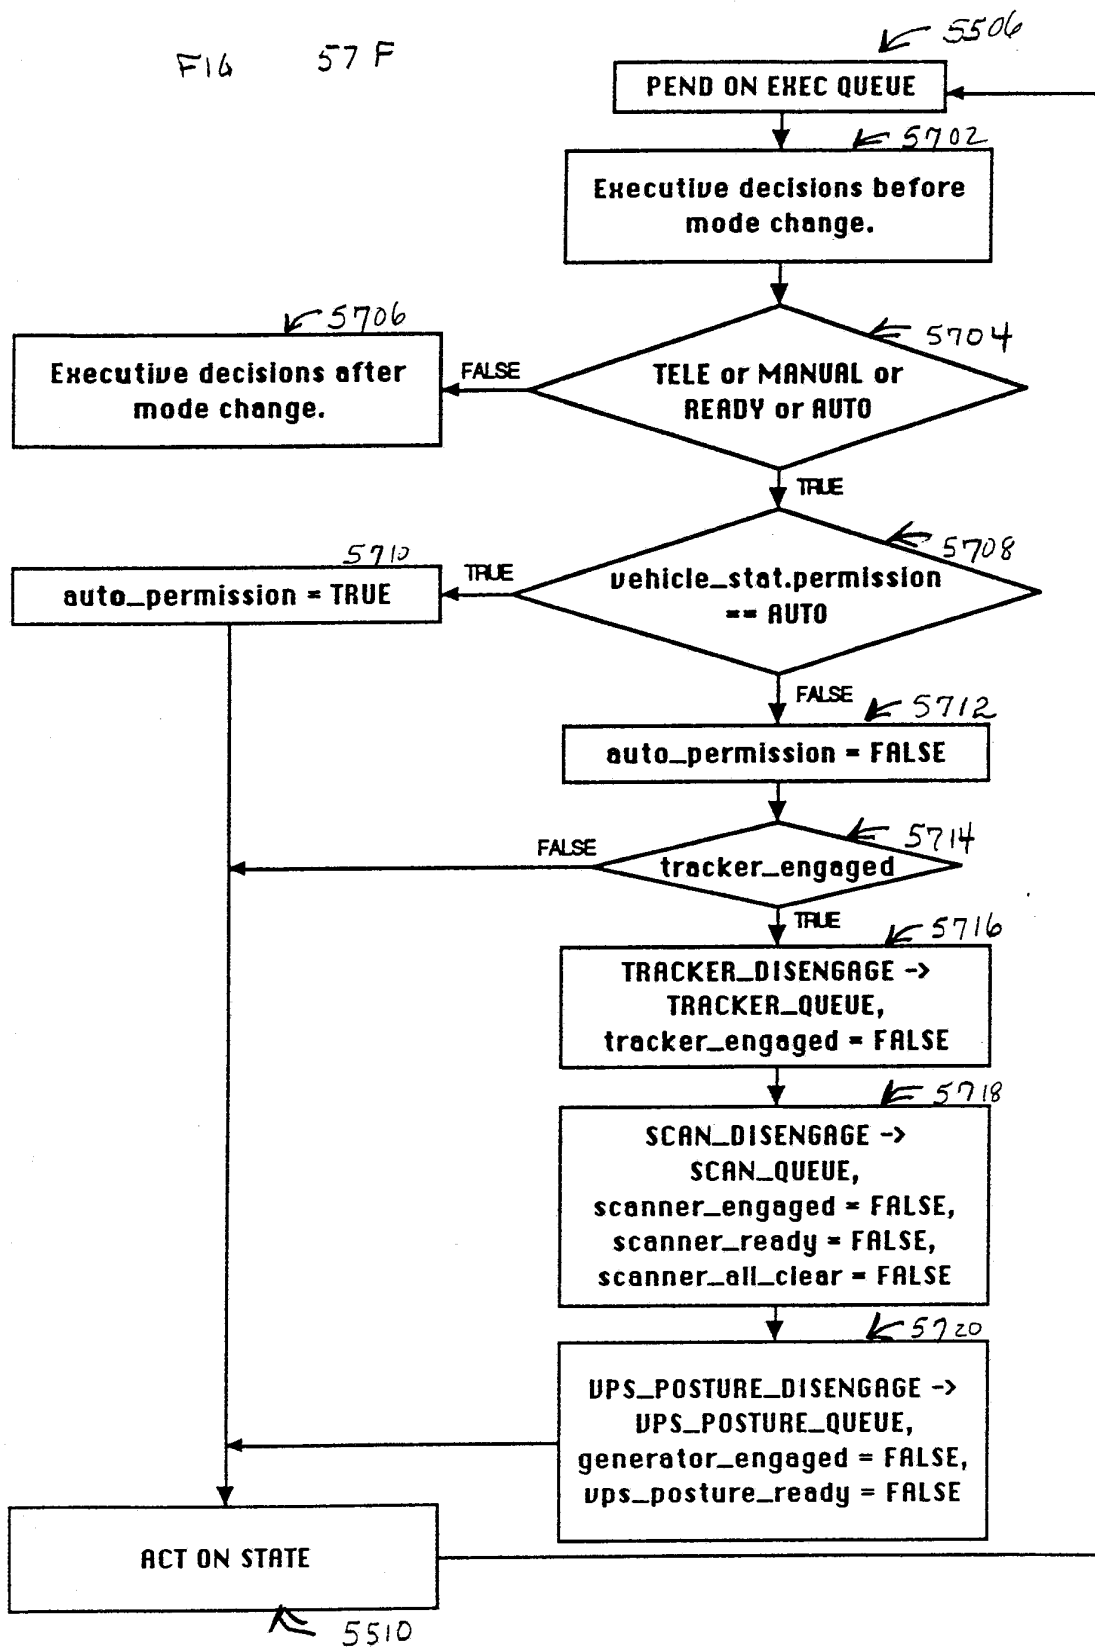 FIG 57 F
5506
PEND ON EXEC QUEUE
5702
Executive decisions before
mode change.
5706
5704
Executive decisions after
mode change.
FALSE
TELE or MANUAL or
READY or AUTO
TRUE
5710
5708
auto_permission = TRUE
TRUE
vehicle_stat.permission
== AUTO
FALSE
5712
auto_permission = FALSE
5714
FALSE
tracker_engaged
TRUE
5716
TRACKER_DISENGAGE ->
TRACKER_QUEUE,
tracker_engaged = FALSE
5718
SCAN_DISENGAGE ->
SCAN_QUEUE,
scanner_engaged = FALSE,
scanner_ready = FALSE,
scanner_all_clear = FALSE
5720
VPS_POSTURE_DISENGAGE ->
VPS_POSTURE_QUEUE,
generator_engaged = FALSE,
vps_posture_ready = FALSE
ACT ON STATE
5510